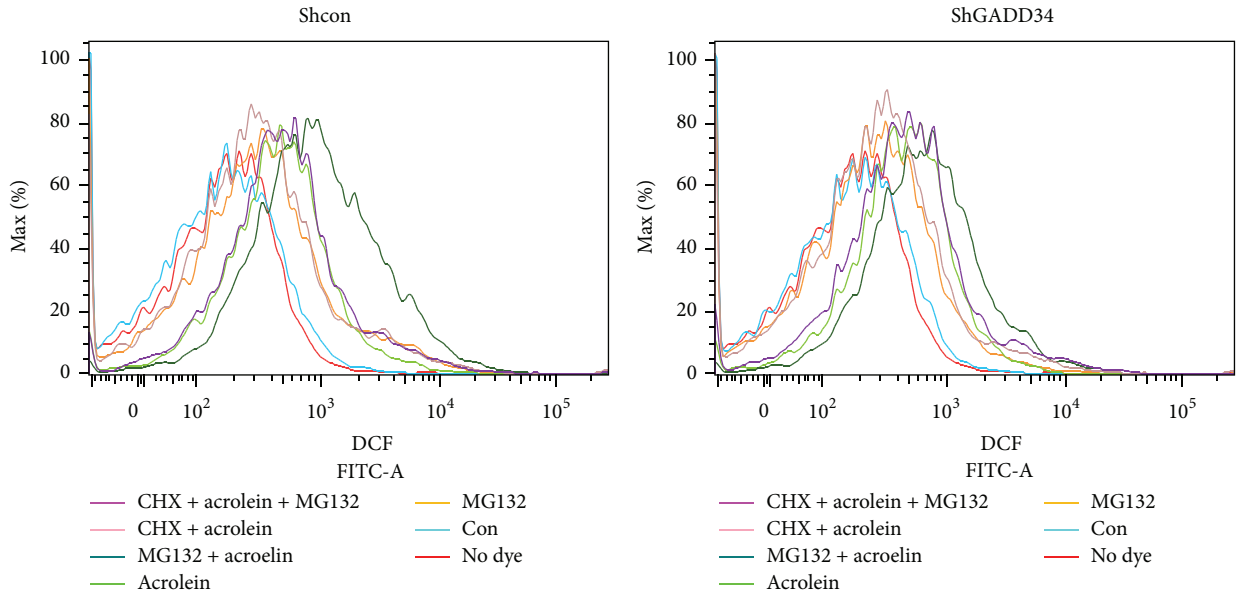 Shcon
100
80
60
40
20
0
Max (%)
0 10² 10³ 10⁴ 10⁵
DCF
FITC-A
CHX + acrolein + MG132
CHX + acrolein
MG132 + acroelin
Acrolein
MG132
Con
No dye
ShGADD34
100
80
60
40
20
0
Max (%)
0 10² 10³ 10⁴ 10⁵
DCF
FITC-A
CHX + acrolein + MG132
CHX + acrolein
MG132 + acroelin
Acrolein
MG132
Con
No dye